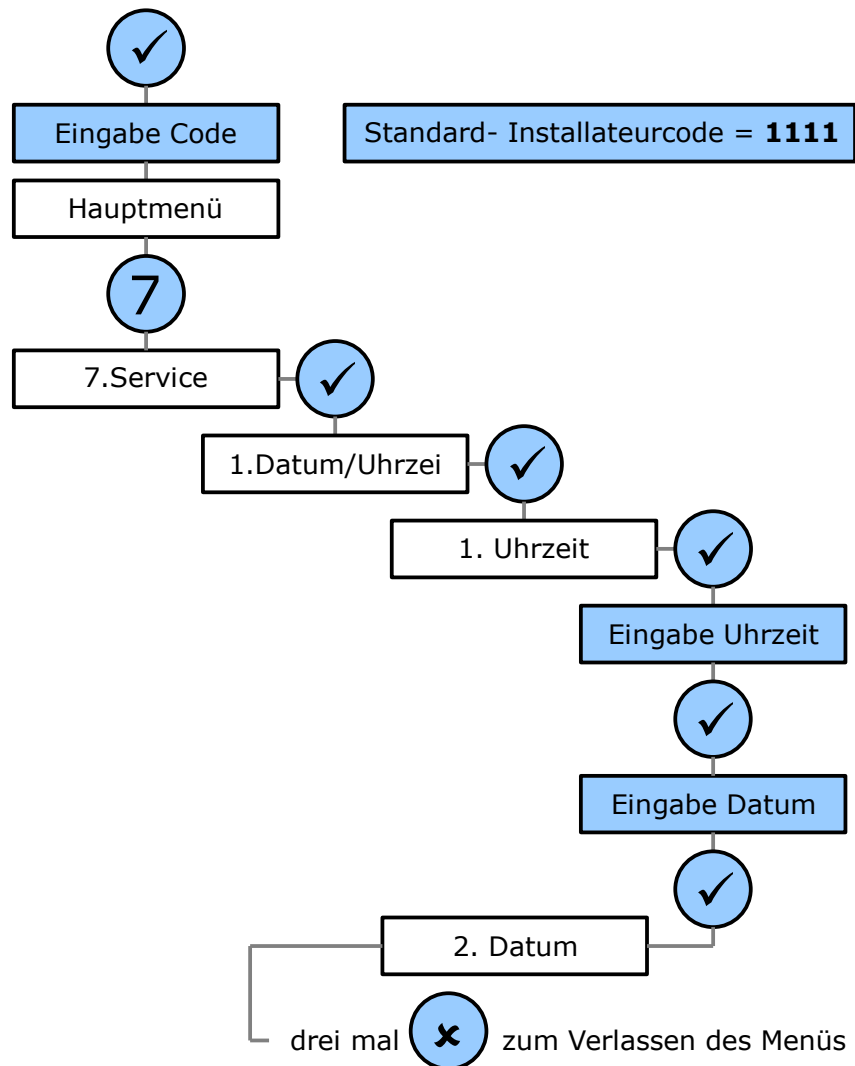 Eingabe Code
Standard- Installateurcode = 1111
Hauptmenü
7
7.Service
1.Datum/Uhrzei
1. Uhrzeit
Eingabe Uhrzeit
Eingabe Datum
2. Datum
drei mal zum Verlassen des Menüs